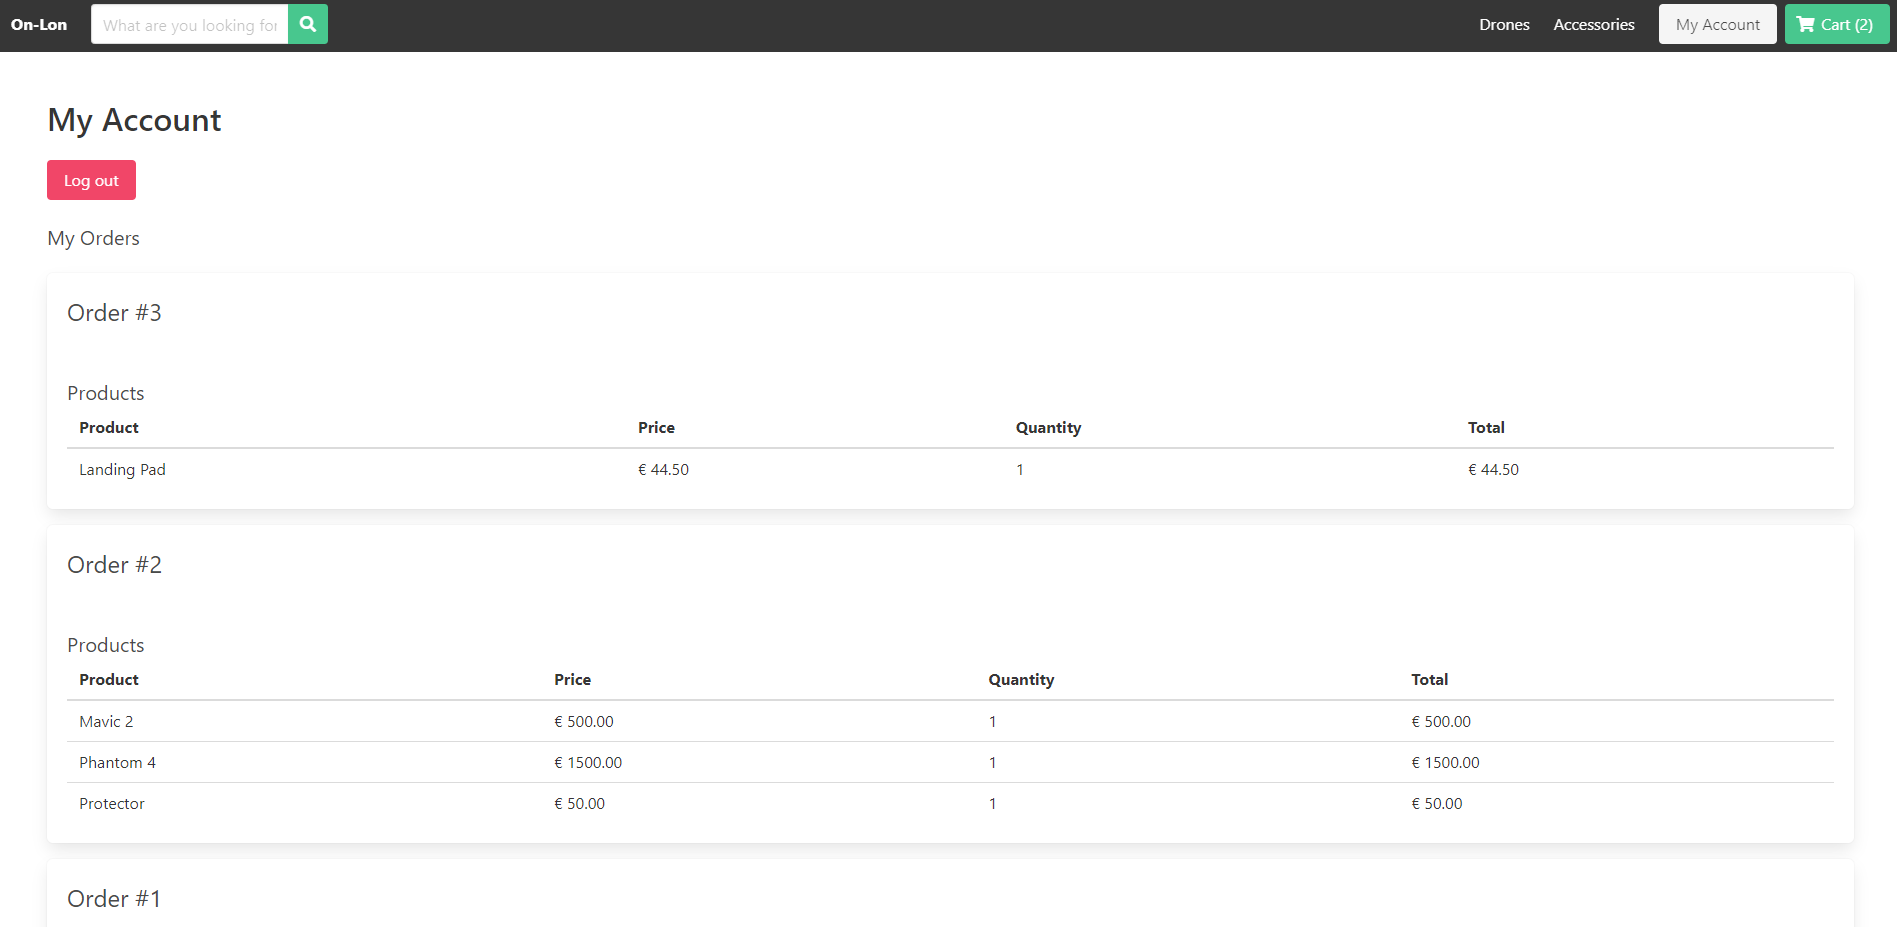 On-Lon What are you looking for Drones Accessories My Account Cart (2)
My Account
Log out
My Orders
Order #3
Products
Product Price Quantity Total
Landing Pad € 44.50 1 € 44.50
Order #2
Products
Product Price Quantity Total
Mavic 2 € 500.00 1 € 500.00
Phantom 4 € 1500.00 1 € 1500.00
Protector € 50.00 1 € 50.00
Order #1